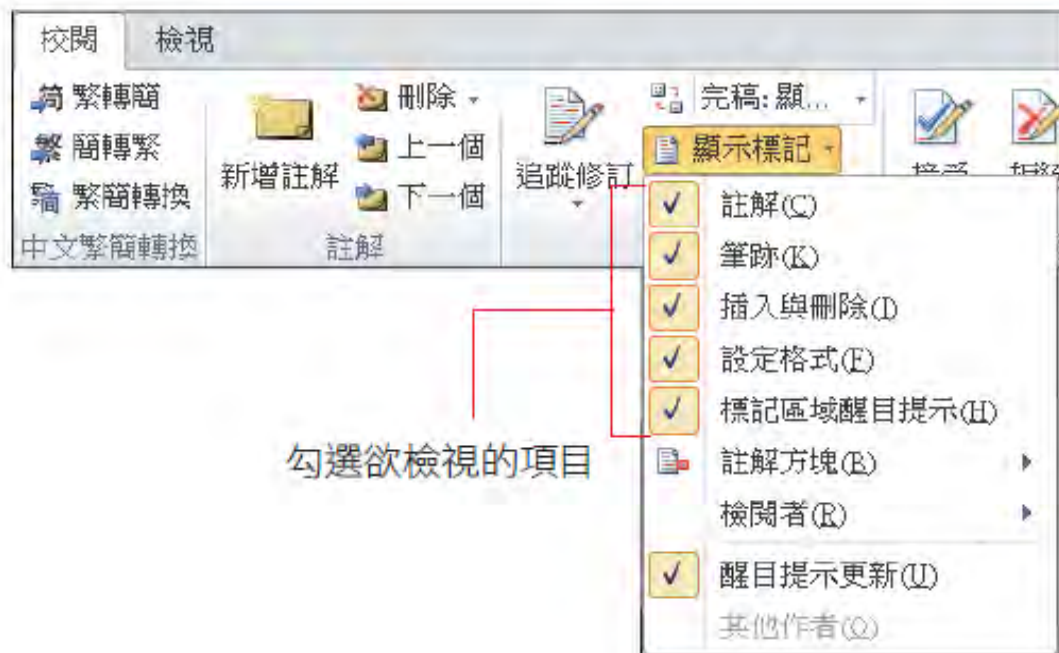 校閱 檢視
繁轉簡
簡轉繁
繁簡轉換
中文繁簡轉換
新增註解
刪除
上一個
下一個
註解
追蹤修訂
完稿: 顯...
顯示標記
註解(C)
筆跡(K)
插入與刪除(I)
設定格式(F)
標記區域醒目提示(H)
註解方塊(B)
檢閱者(R)
醒目提示更新(U)
其他作者(O)
勾選欲檢視的項目